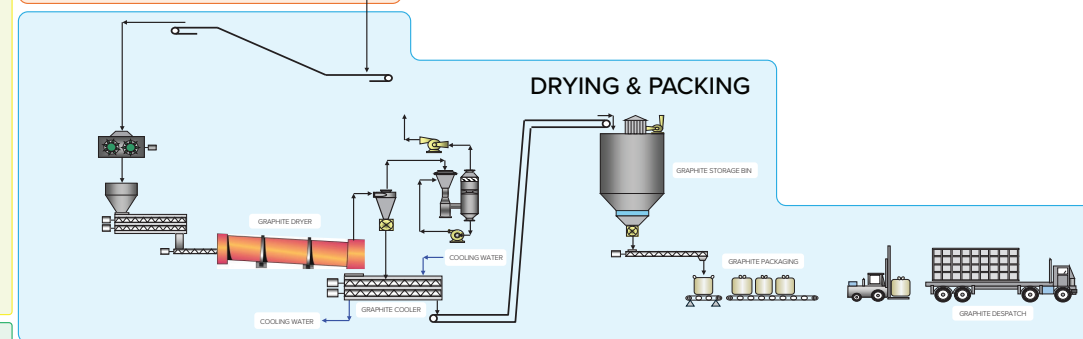 DRYING & PACKING
GRAPHITE STORAGE BIN
GRAPHITE DRYER
COOLING WATER
GRAPHITE PACKAGING
GRAPHITE COOLER
COOLING WATER
GRAPHITE DESPATCH